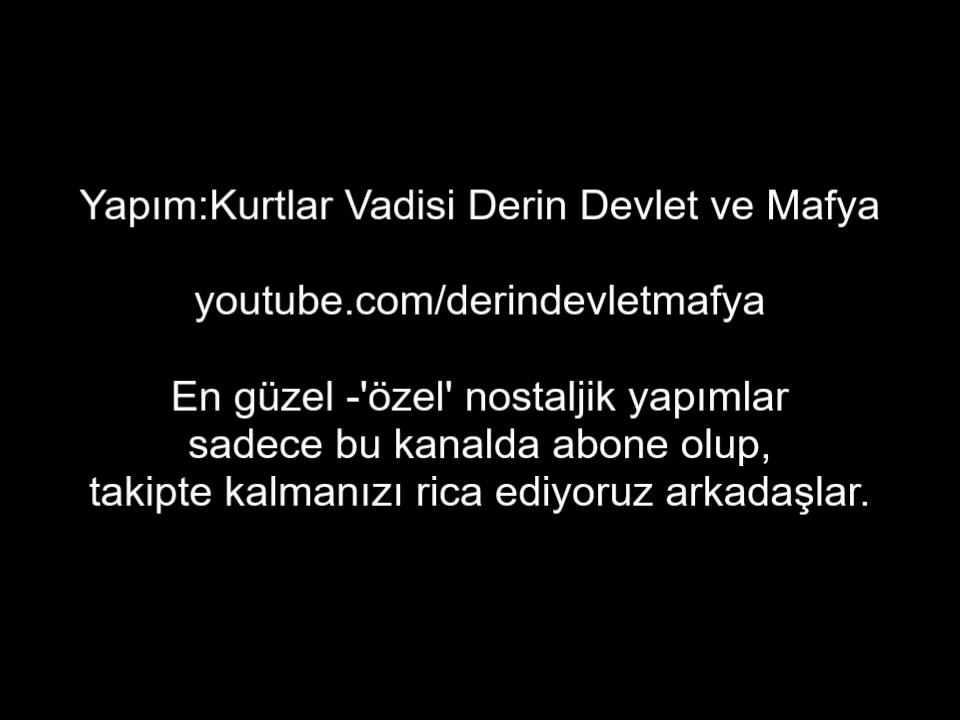 Yapım:Kurtlar Vadisi Derin Devlet ve Mafya
youtube.com/derindevletmafya
En güzel -'özel' nostaljik yapımlar
sadece bu kanalda abone olup,
takipte kalmanızı rica ediyoruz arkadaşlar.